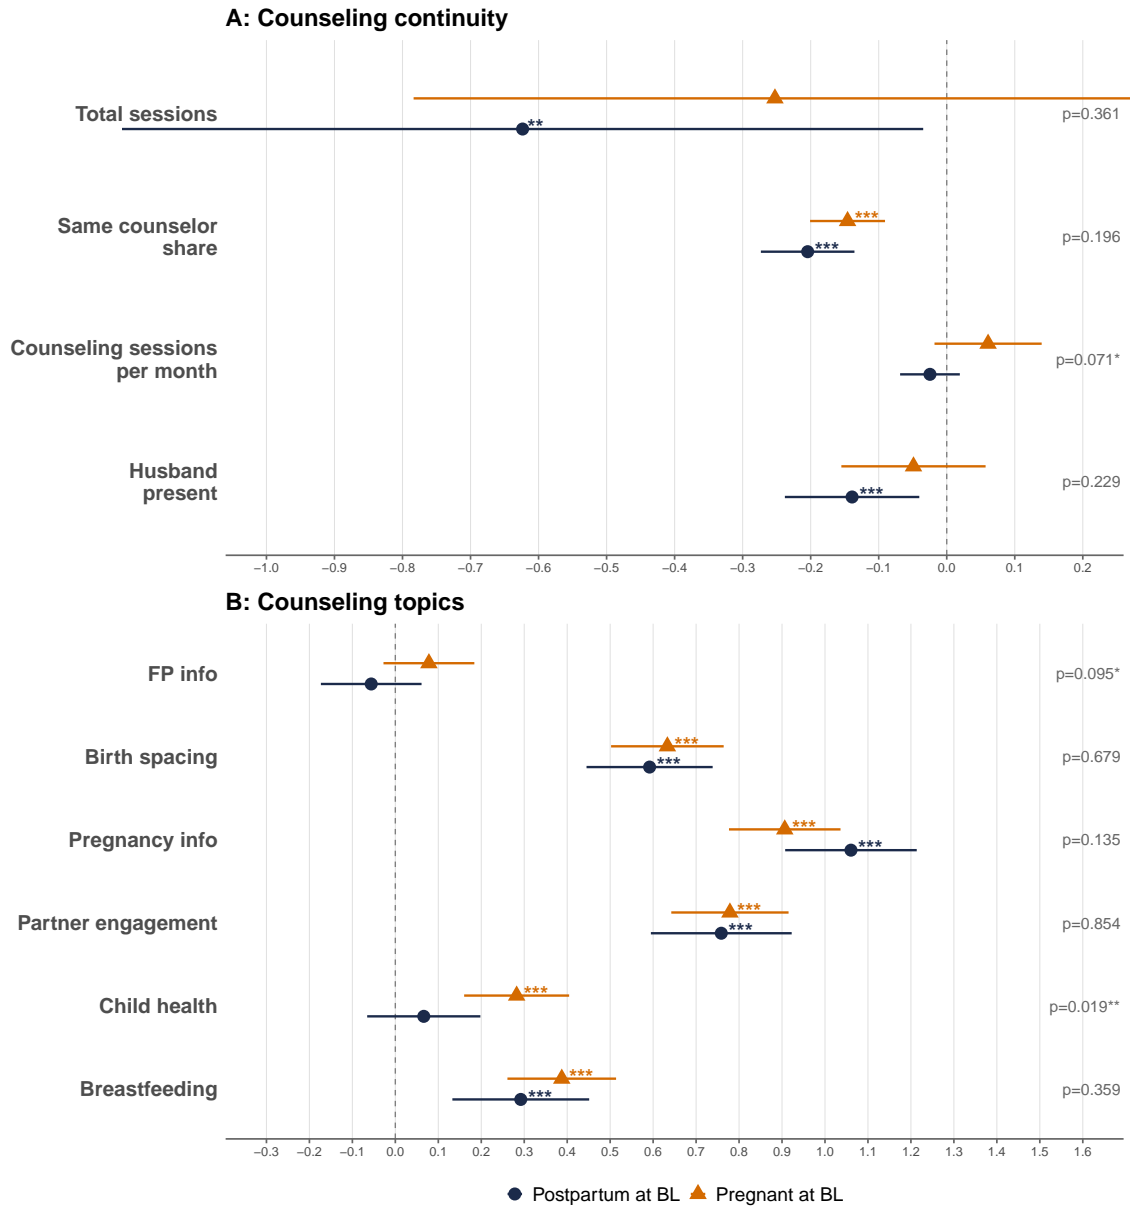 A: Counseling continuity
Total sessions
**
p=0.361
Same counselor
share
***
***
p=0.196
Counseling sessions
per month
p=0.071*
Husband
present
***
p=0.229
−1.0 −0.9 −0.8 −0.7 −0.6 −0.5 −0.4 −0.3 −0.2 −0.1 0.0 0.1 0.2
B: Counseling topics
FP info
p=0.095*
Birth spacing
***
***
p=0.679
Pregnancy info
***
***
p=0.135
Partner engagement
***
***
p=0.854
Child health
***
p=0.019**
Breastfeeding
***
***
p=0.359
−0.3 −0.2 −0.1 0.0 0.1 0.2 0.3 0.4 0.5 0.6 0.7 0.8 0.9 1.0 1.1 1.2 1.3 1.4 1.5 1.6
Postpartum at BL Pregnant at BL